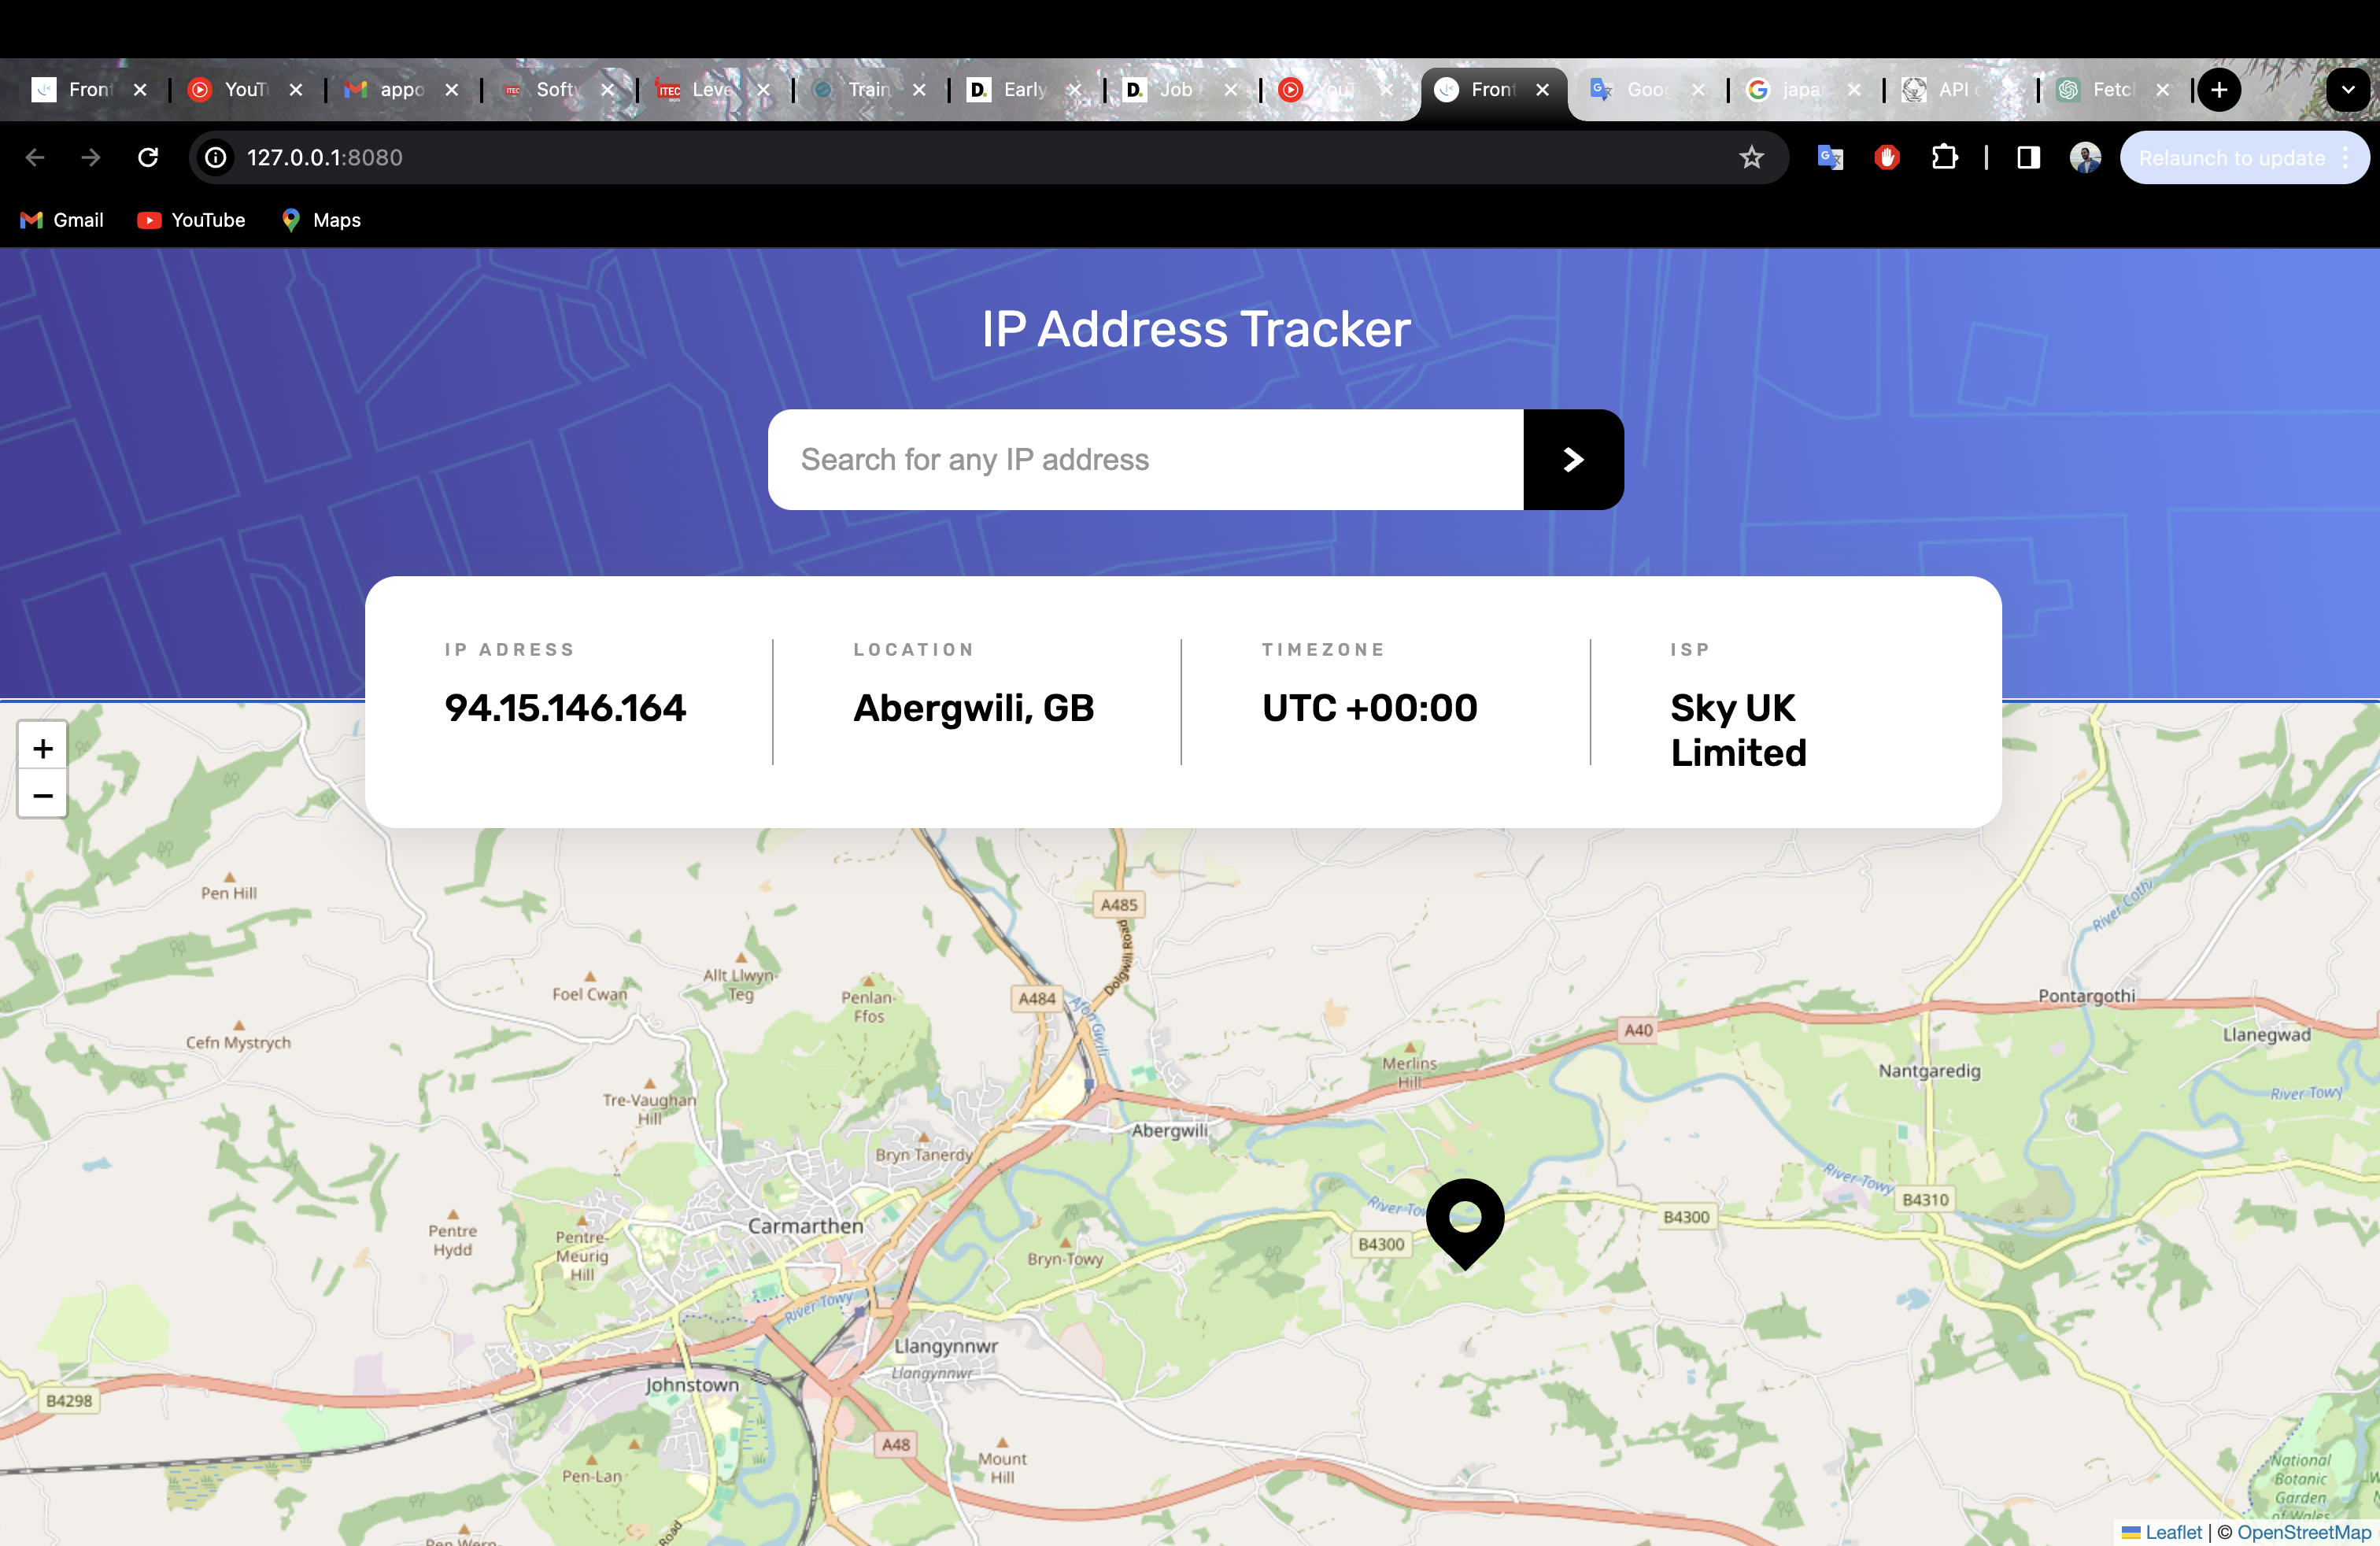 Front
YouTu
appo
Softw
Leve
Train
Early
Job
You
Front
Goog
japa
API
Fetc
127.0.0.1:8080
Relaunch to update
Gmail
YouTube
Maps
IP Address Tracker
Search for any IP address
IP ADRESS
LOCATION
TIMEZONE
ISP
94.15.146.164
Abergwili, GB
UTC +00:00
Sky UK
Limited
+
−
Pen Hill
A485
River Cothi
Dolgwili Road
Allt Llwyn-
Teg
Foel Cwan
Penlan-
Ffos
A484
Afon Gwili
Pontargothi
Cefn Mystrych
A40
Llanegwad
Merlins
Hill
Nantgaredig
Tre-Vaughan
Hill
River Towy
Abergwili
Bryn Tanerdy
River Towy
B4310
Carmarthen
River Tow
B4300
B4300
Pentre
Hydd
Pentre-
Meurig
Hill
Bryn-Towy
River Towy
Llangynnwr
Llangynnwr
Johnstown
B4298
A48
Mount
Hill
Pen-Lan
National
Botanic
Garden
of Wales
Road
Leaflet | © OpenStreetMap